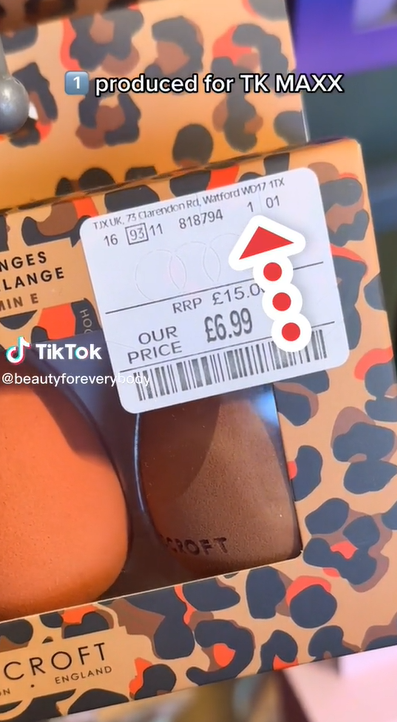 1 produced for TK MAXX
TJX UK, 73 Clarendon Rd, Watford WD17 1TX
16 93 11 818794 1 01
NGES
LANGE
MIN E
RRP £15.0
OUR
PRICE
£6.99
TikTok
@beautyforeverybody
CROFT
CROFT
ENGLAND